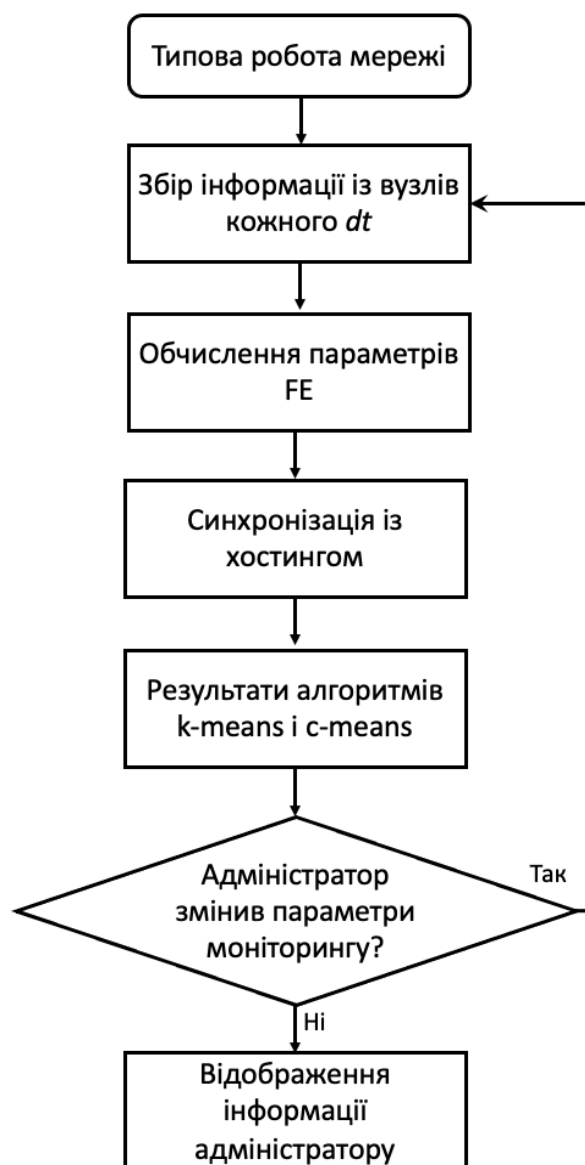 Типова робота мережі
Збір інформації із вузлів
кожного dt
Обчислення параметрів
FE
Синхронізація із
хостингом
Результати алгоритмів
k-means і c-means
Адміністратор
змінив параметри
моніторингу?
Так
Ні
Відображення
інформації
адміністратору